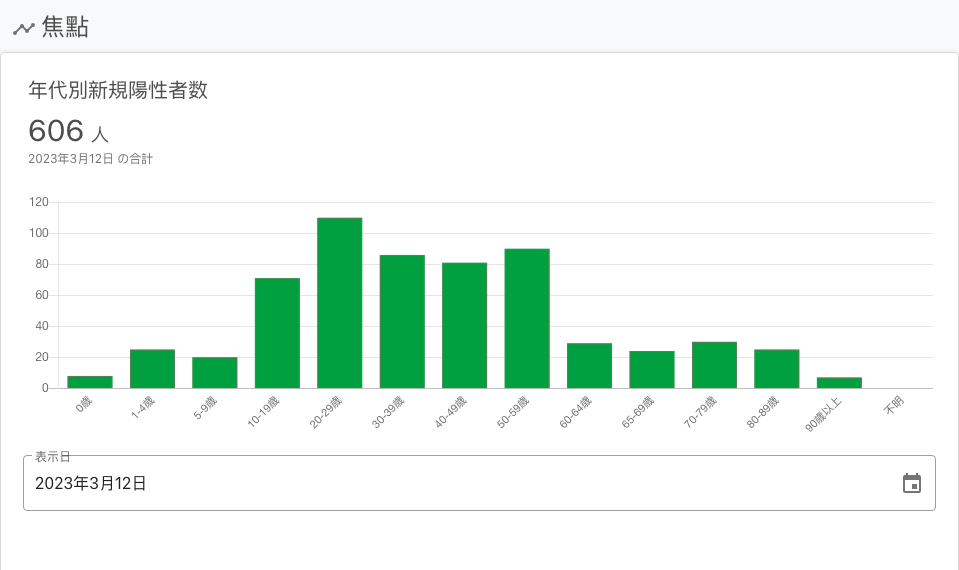 焦點
年代別新規陽性者数
606 人
2023年3月12日 の合計
120
100
80
60
40
20
0
0歳
1-4歳
5-9歳
10-19歳
20-29歳
30-39歳
40-49歳
50-59歳
60-64歳
65-69歳
70-79歳
80-89歳
90歳以上
不明
表示日
2023年3月12日